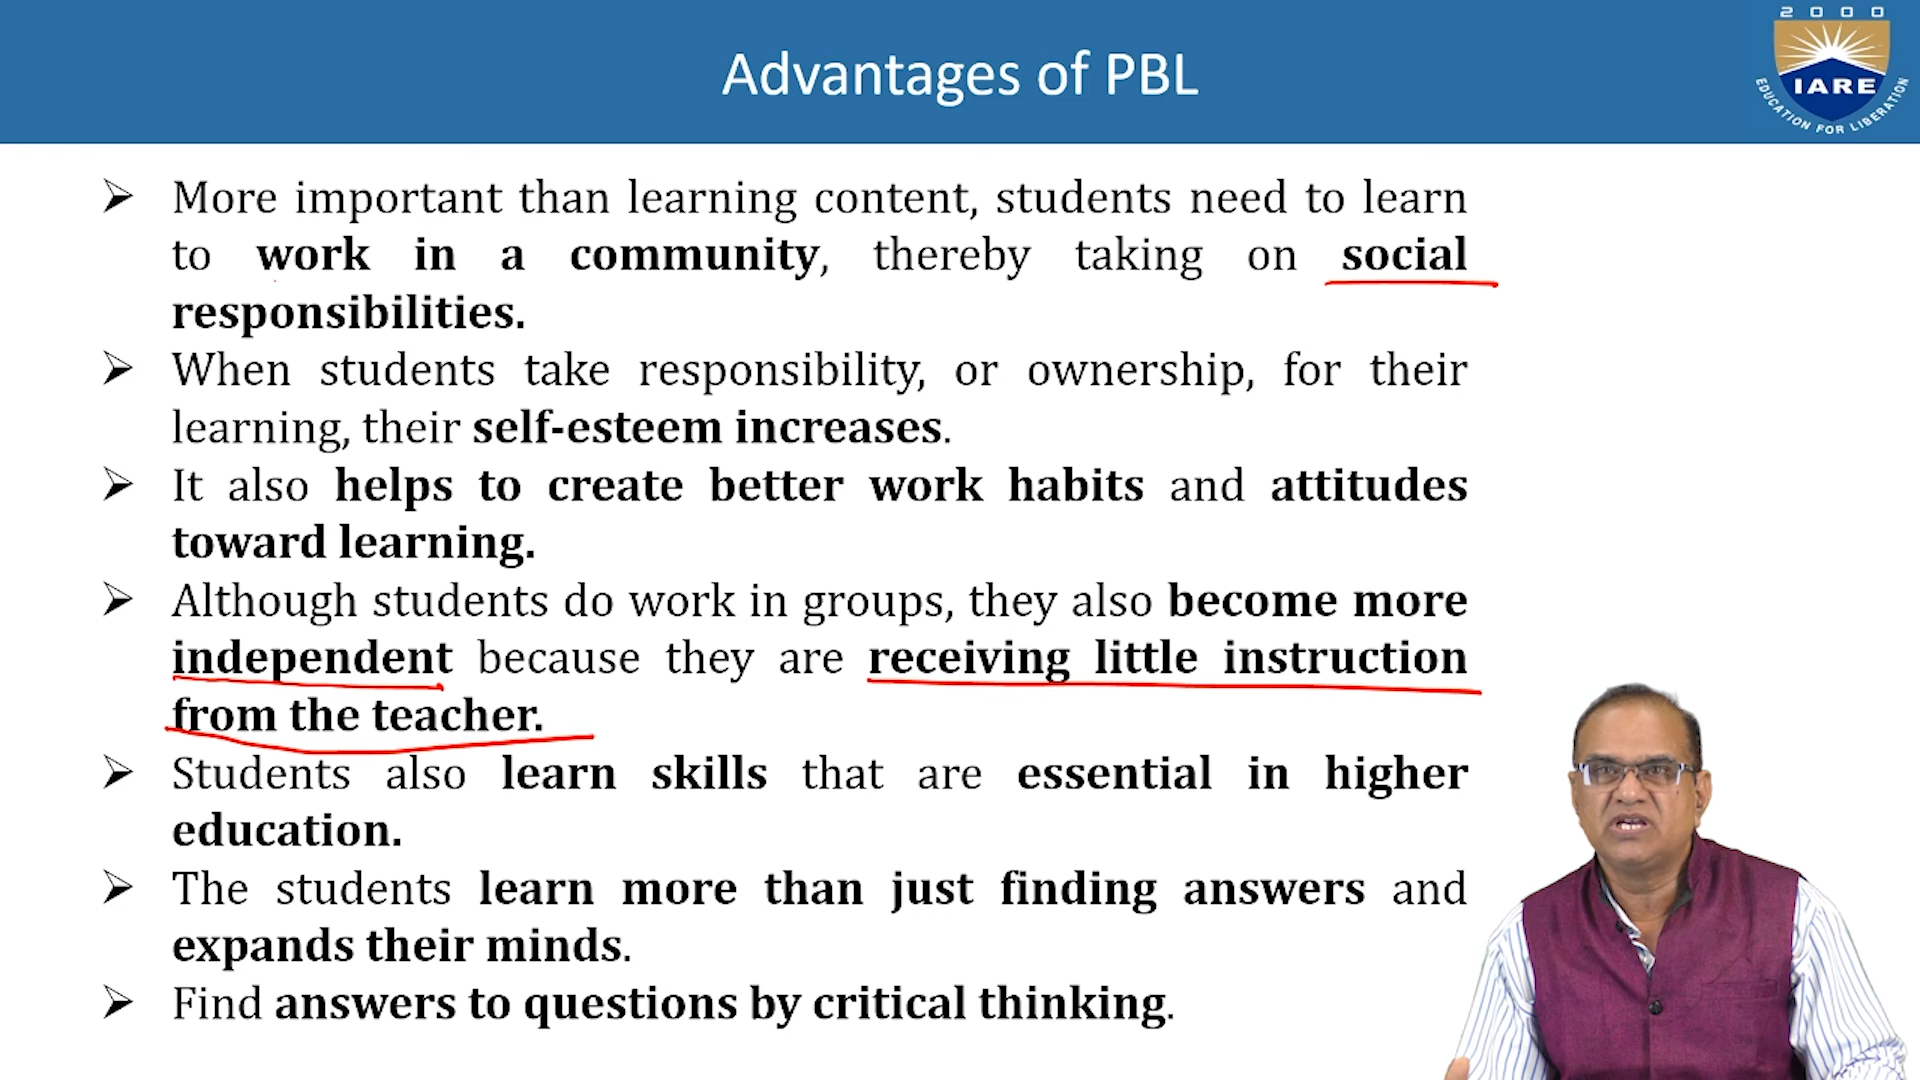 2000
Advantages of PBL
IARE
EDUCATION FOR LIBERATION
➢ More important than learning content, students need to learn
to work in a community, thereby taking on social
responsibilities.
➢ When students take responsibility, or ownership, for their
learning, their self-esteem increases.
➢ It also helps to create better work habits and attitudes
toward learning.
➢ Although students do work in groups, they also become more
independent because they are receiving little instruction
from the teacher.
➢ Students also learn skills that are essential in higher
education.
➢ The students learn more than just finding answers and
expands their minds.
➢ Find answers to questions by critical thinking.